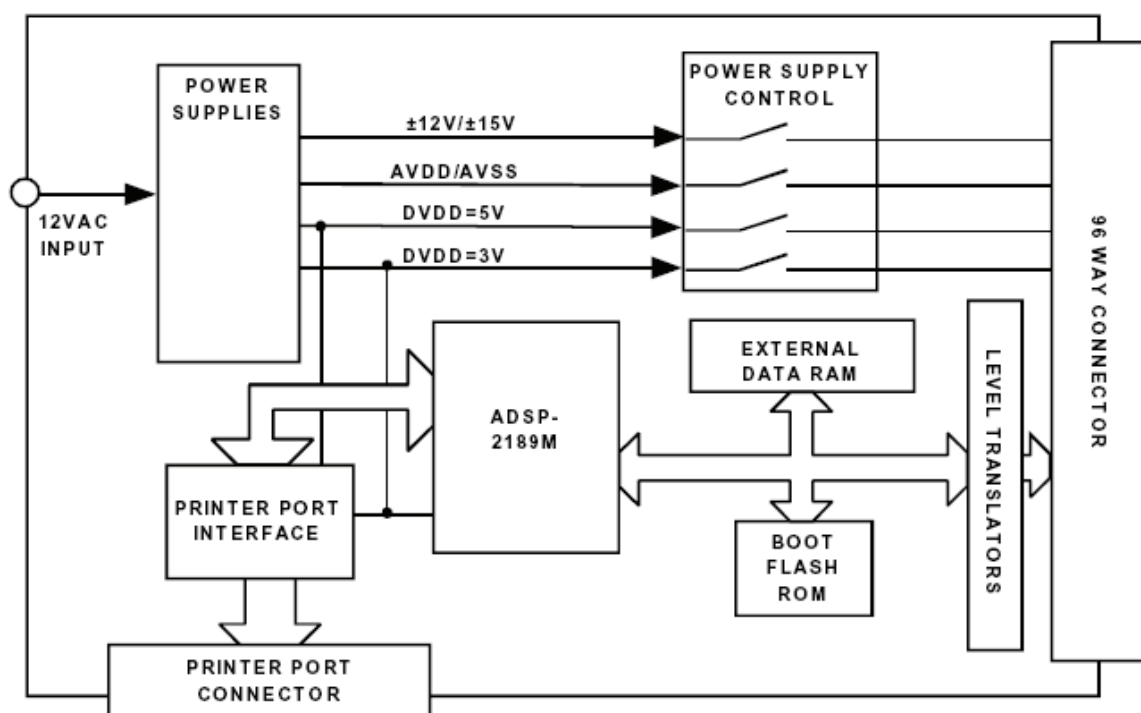 POWER
SUPPLIES
POWER SUPPLY
CONTROL
±12V/±15V
AVDD/AVSS
DVDD=5V
DVDD=3V
12VAC
INPUT
96 WAY CONNECTOR
EXTERNAL
DATA RAM
LEVEL TRANSLATORS
ADSP-
2189M
PRINTER PORT
INTERFACE
BOOT
FLASH
ROM
PRINTER PORT
CONNECTOR